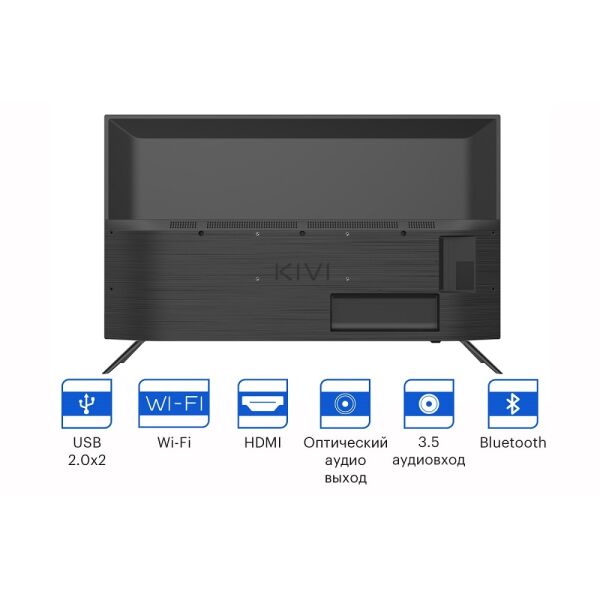 KIVI
WI-FI
USB
2.0x2
Wi-Fi
HDMI
Оптический
аудио
выход
3.5
аудиовход
Bluetooth